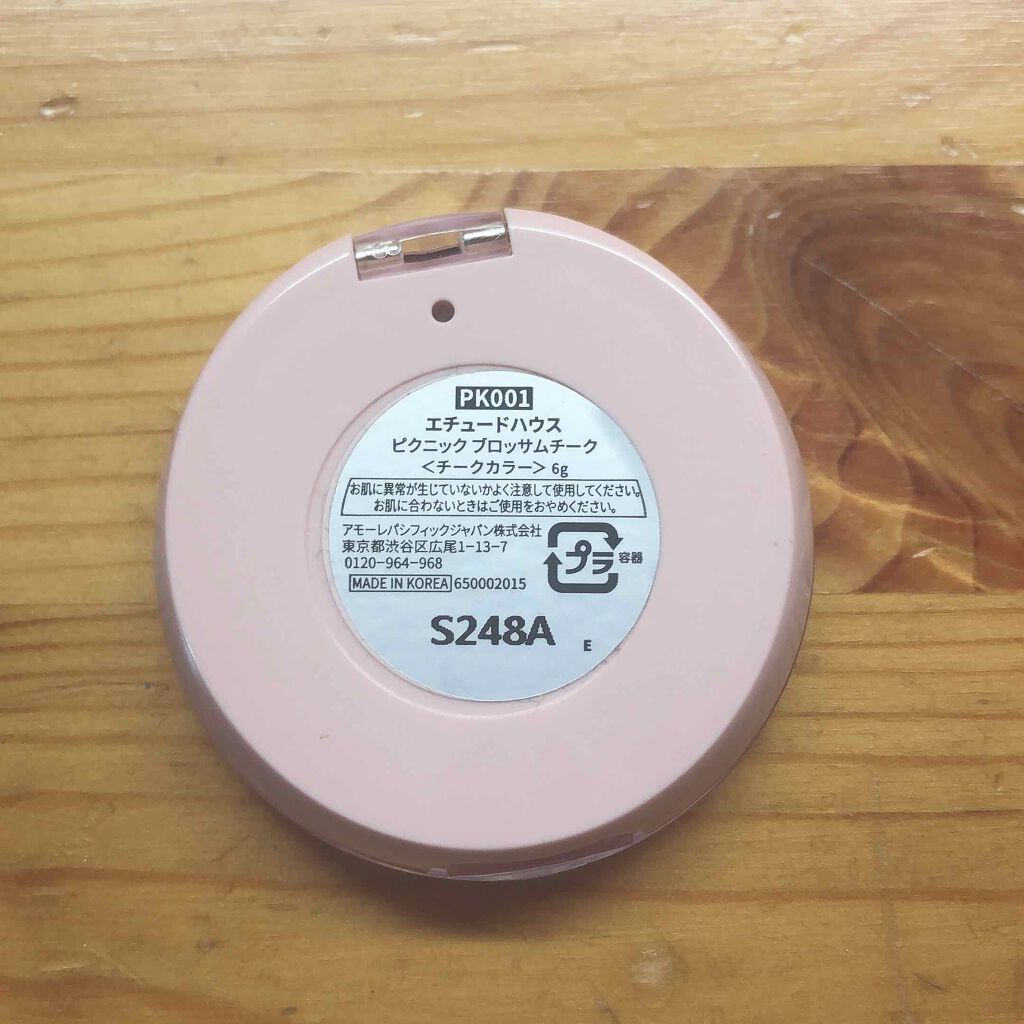 PK001
エチュードハウス
ピクニック ブロッサムチーク
<チークカラー> 6g
お肌に異常が生じていないかよく注意して使用してください。
お肌に合わないときはご使用をおやめください。
アモーレパシフィックジャパン株式会社
東京都渋谷区広尾1-13-7
0120-964-968
MADE IN KOREA 650002015
プラ 容器
S248A
E